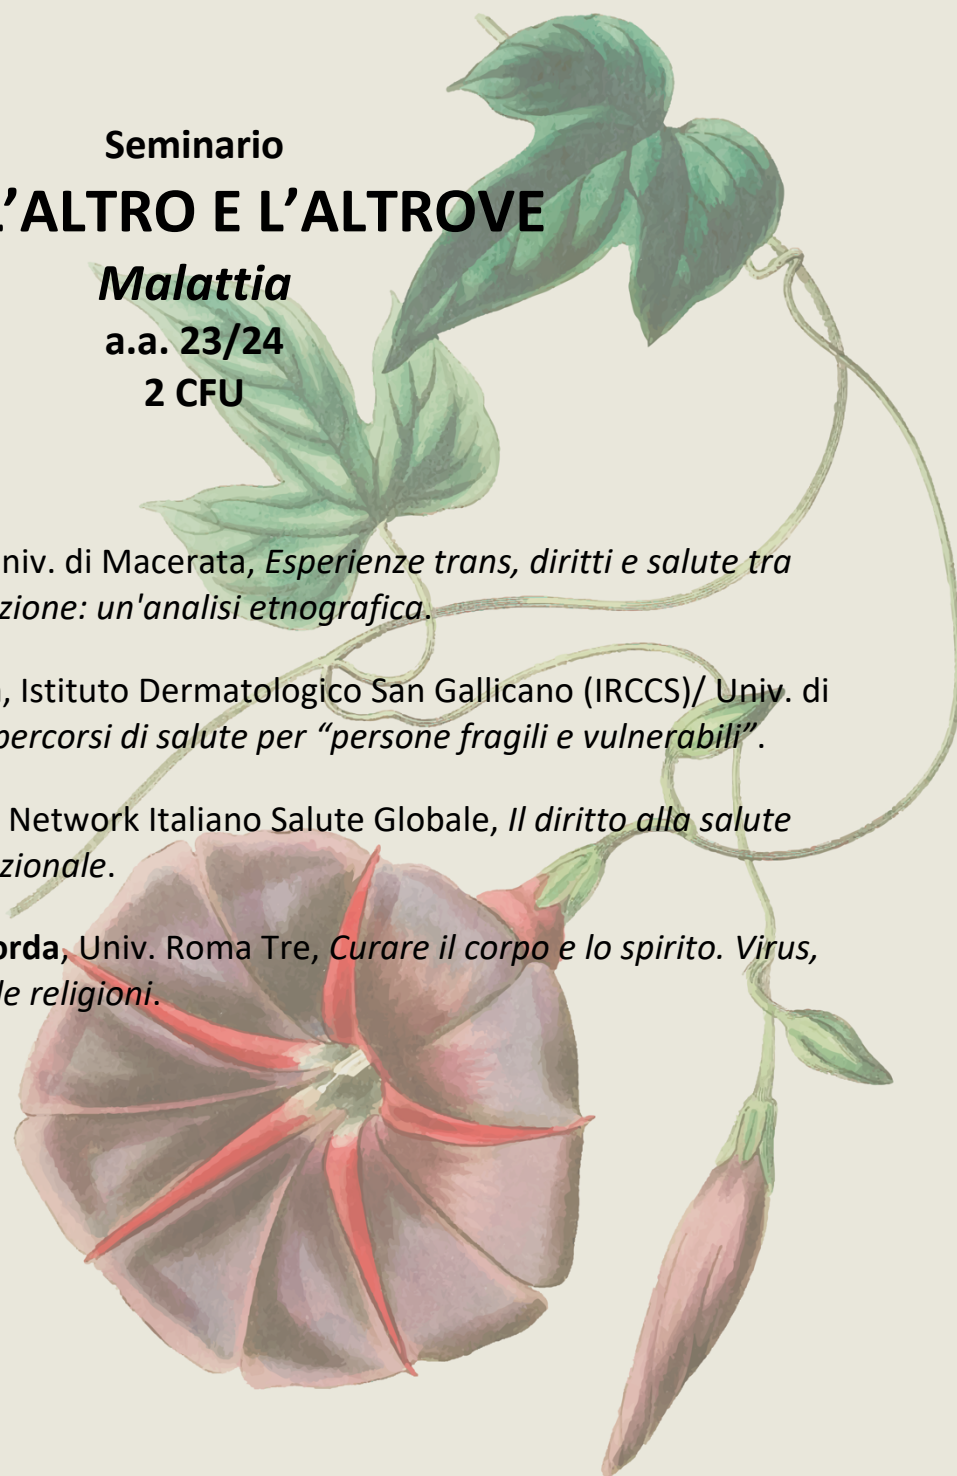 Seminario
L’ALTRO E L’ALTROVE
Malattia
a.a. 23/24
2 CFU
niv. di Macerata, Esperienze trans, diritti e salute tra
zione: un'analisi etnografica.
, Istituto Dermatologico San Gallicano (IRCCS)/ Univ. di
percorsi di salute per “persone fragili e vulnerabili”.
Network Italiano Salute Globale, Il diritto alla salute
zionale.
orda, Univ. Roma Tre, Curare il corpo e lo spirito. Virus,
le religioni.